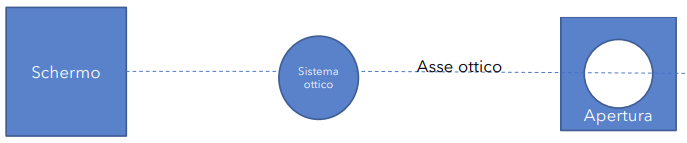 Schermo
Sistema
ottico
Asse ottico
Apertura